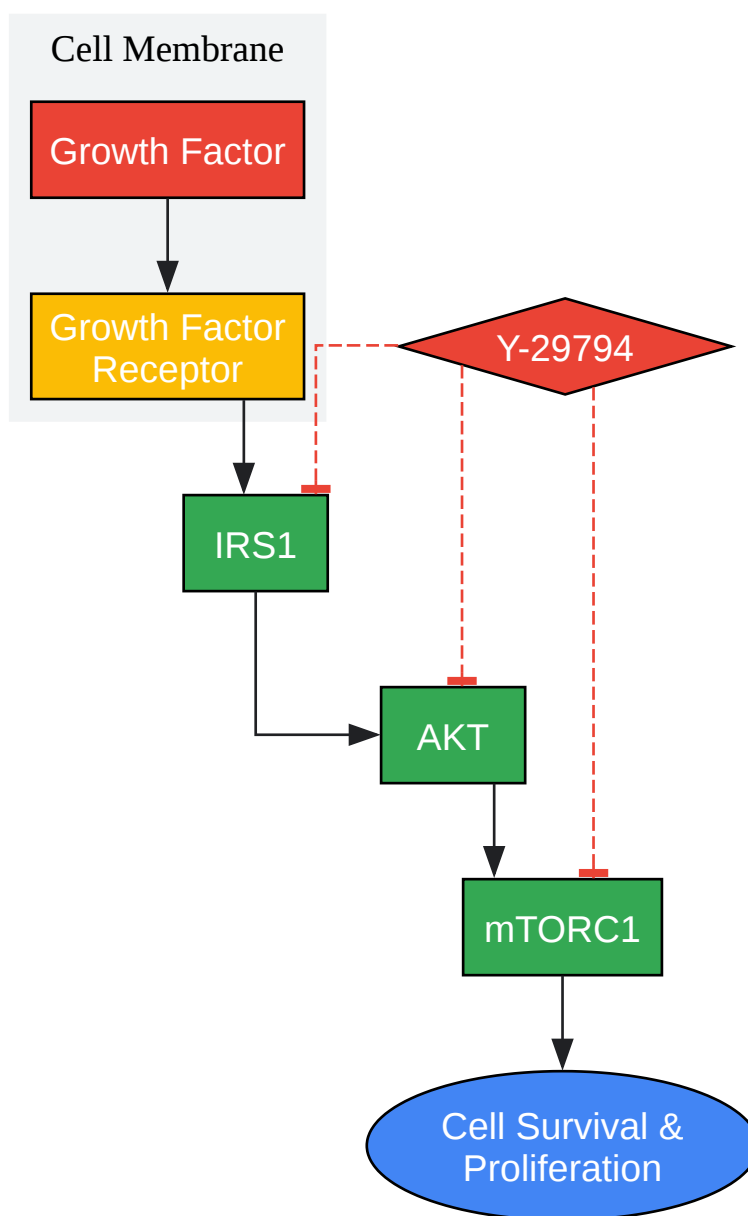 Cell Membrane
Growth Factor
Growth Factor
Receptor
Y-29794
IRS1
AKT
mTORC1
Cell Survival &
Proliferation